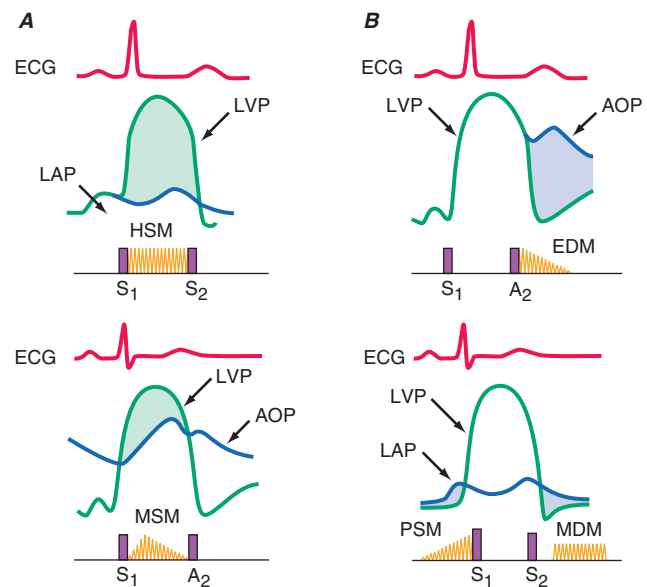 A
ECG
LVP
LAP
HSM
S1
S2
ECG
LVP
AOP
MSM
S1
A2
B
ECG
LVP
AOP
EDM
S1
A2
ECG
LVP
LAP
PSM
MDM
S1
S2